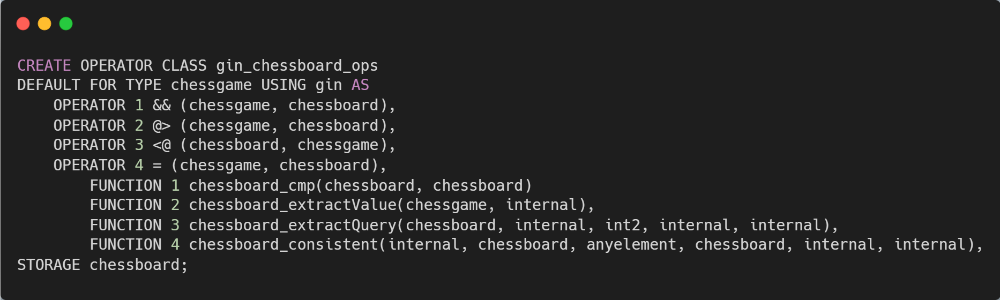 CREATE OPERATOR CLASS gin_chessboard_ops
DEFAULT FOR TYPE chessgame USING gin AS
    OPERATOR 1 && (chessgame, chessboard),
    OPERATOR 2 @> (chessgame, chessboard),
    OPERATOR 3 <@ (chessboard, chessgame),
    OPERATOR 4 = (chessgame, chessboard),
        FUNCTION 1 chessboard_cmp(chessboard, chessboard)
        FUNCTION 2 chessboard_extractValue(chessgame, internal),
        FUNCTION 3 chessboard_extractQuery(chessboard, internal, int2, internal, internal),
        FUNCTION 4 chessboard_consistent(internal, chessboard, anyelement, chessboard, internal, internal),
STORAGE chessboard;